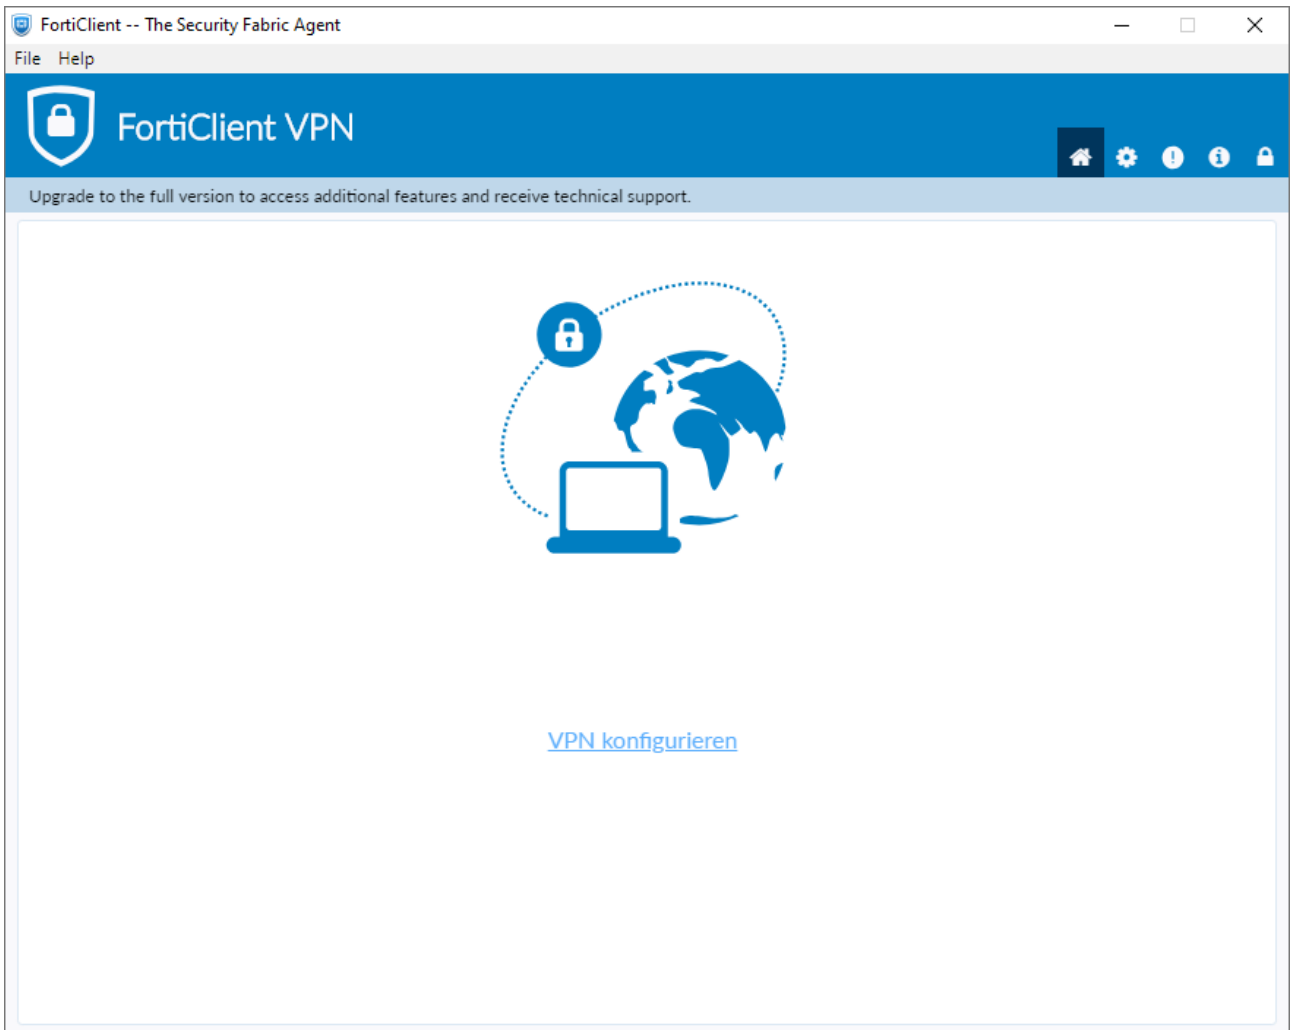 FortiClient -- The Security Fabric Agent
File Help
FortiClient VPN
Upgrade to the full version to access additional features and receive technical support.
VPN konfigurieren